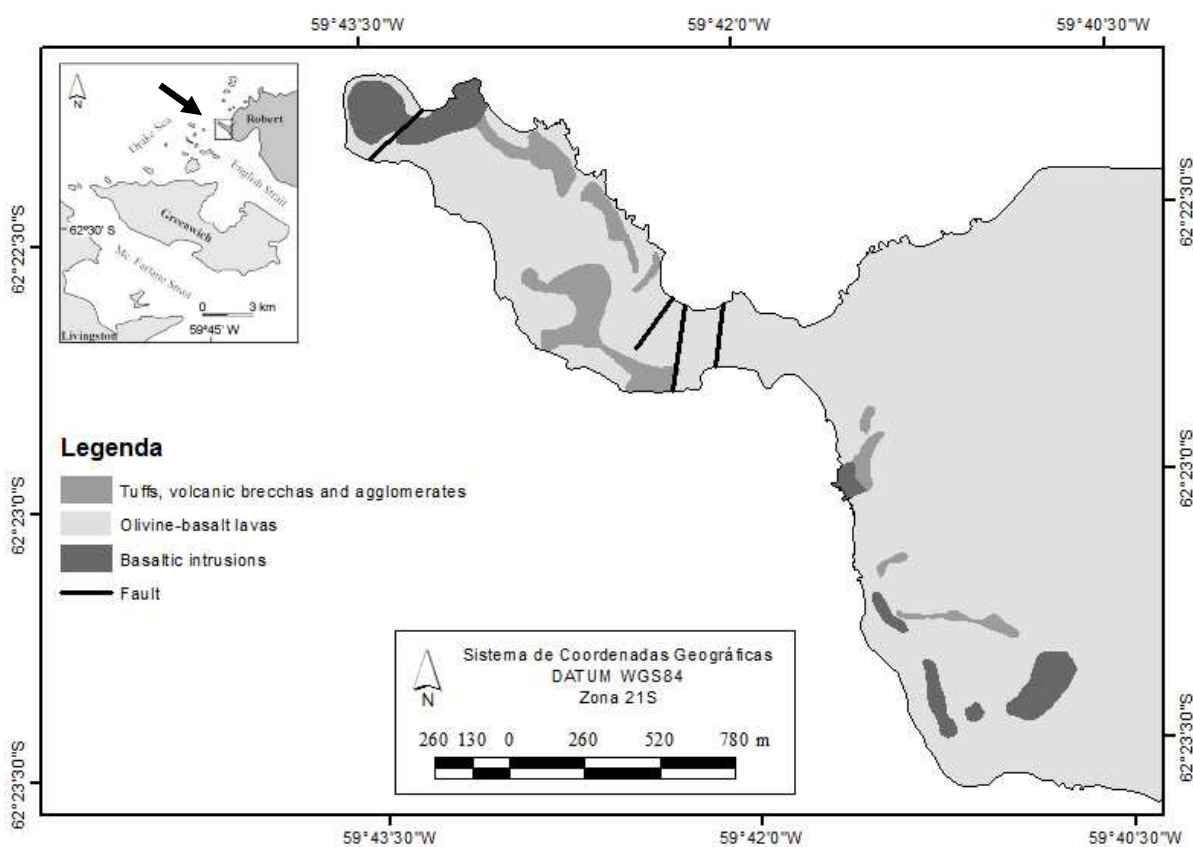 59°43'30"W 59°42'0"W 59°40'30"W
N
Robert
Drake Sea
English Strait
Greenwich
62°30' S
Mc. Farlane Strait
0 3 km
59°45' W
Livingston
62°22'30"S
62°22'30"S
62°23'0"S
62°23'0"S
62°23'30"S
62°23'30"S
Legenda
Tuffs, volcanic brecchas and agglomerates
Olivine-basalt lavas
Basaltic intrusions
Fault
Sistema de Coordenadas Geográficas
DATUM WGS84
Zona 21S
N
260 130 0 260 520 780 m
59°43'30"W 59°42'0"W 59°40'30"W